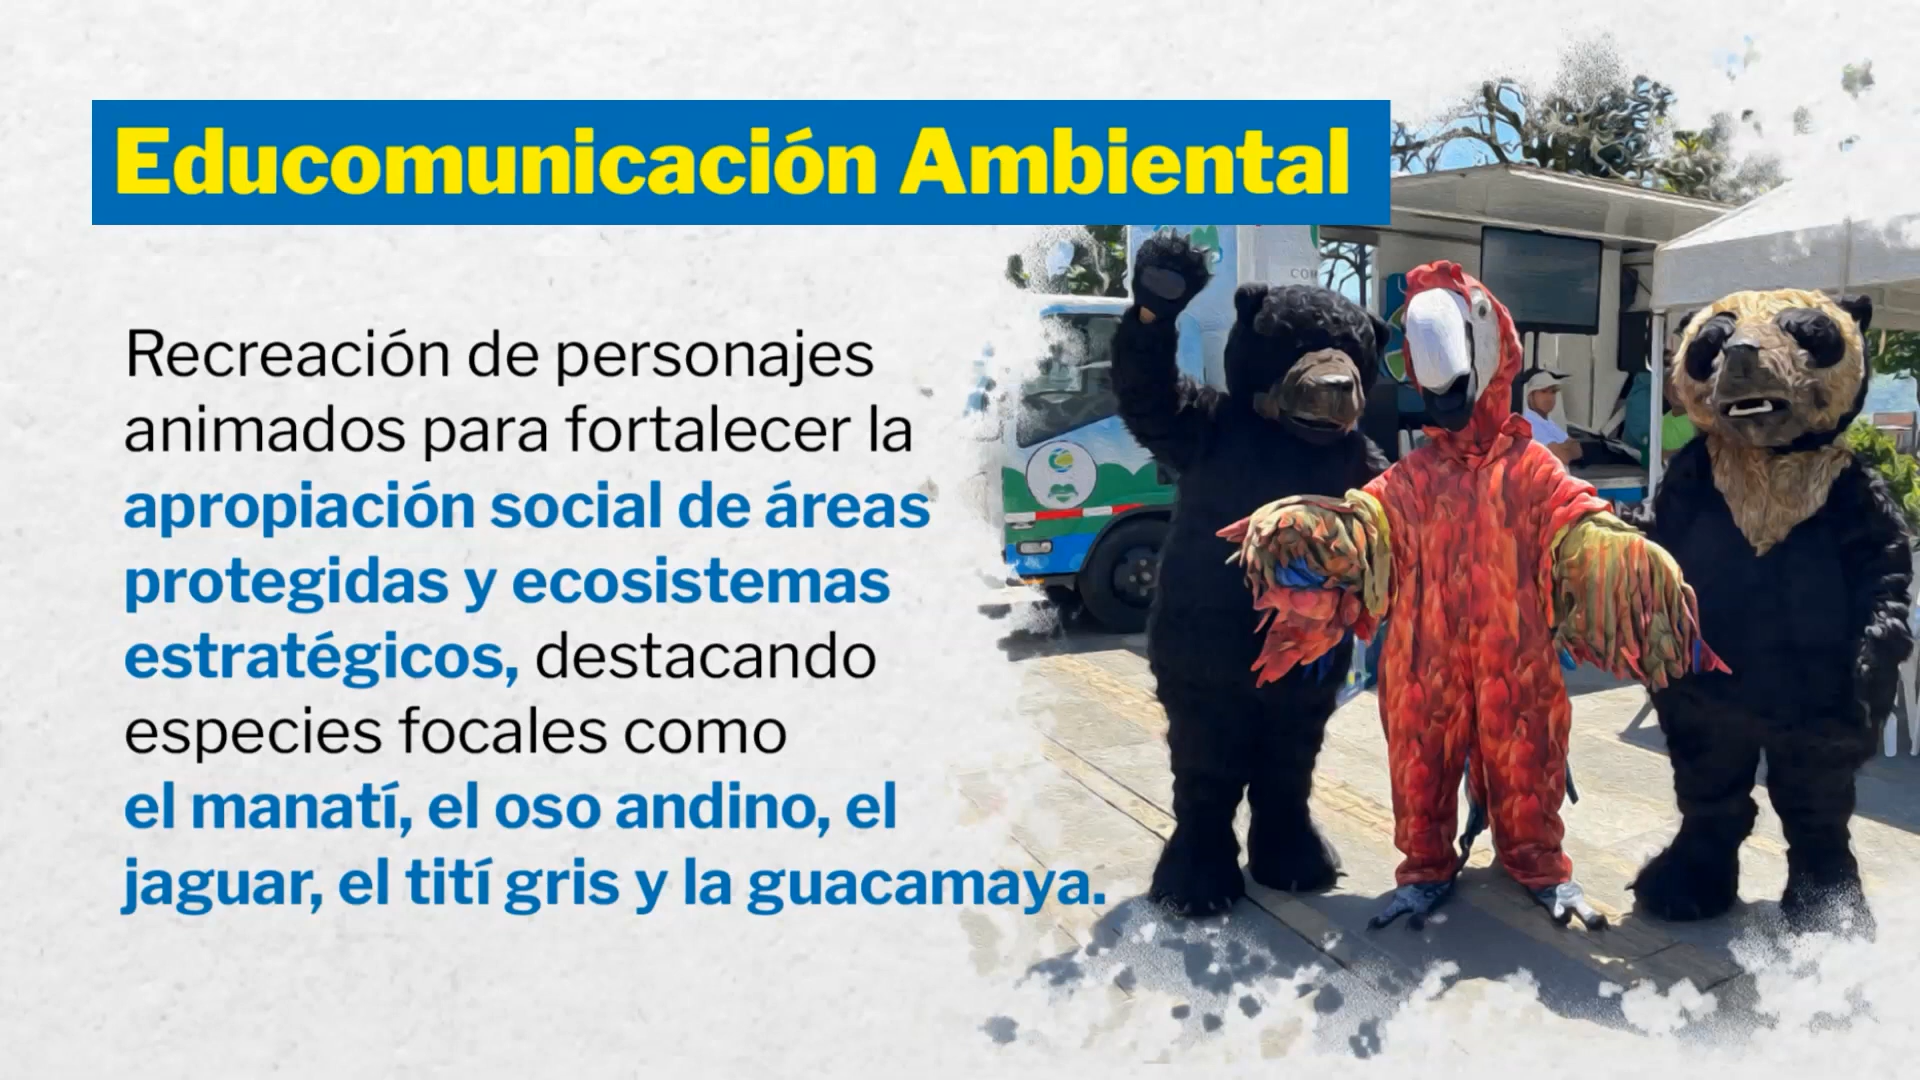 Educomunicación Ambiental
Recreación de personajes
animados para fortalecer la
apropiación social de áreas
protegidas y ecosistemas
estratégicos, destacando
especies focales como
el manatí, el oso andino, el
jaguar, el tití gris y la guacamaya.